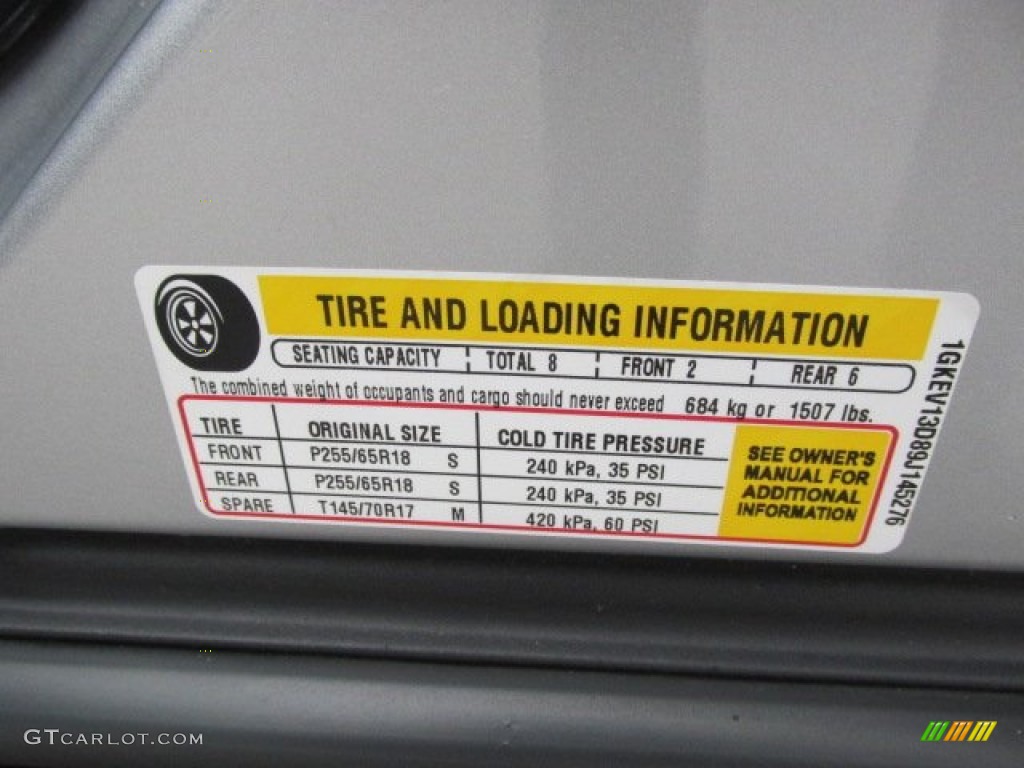 TIRE AND LOADING INFORMATION
SEATING CAPACITY TOTAL 8 FRONT 2 REAR 6
The combined weight of occupants and cargo should never exceed 684 kg or 1507 lbs.
TIRE ORIGINAL SIZE COLD TIRE PRESSURE
FRONT P255/65R18 S 240 kPa, 35 PSI
REAR P255/65R18 S 240 kPa, 35 PSI
SPARE T145/70R17 M 420 kPa, 60 PSI
SEE OWNER'S
MANUAL FOR
ADDITIONAL
INFORMATION
1GKEV13D89J145276
GTCARLOT.COM